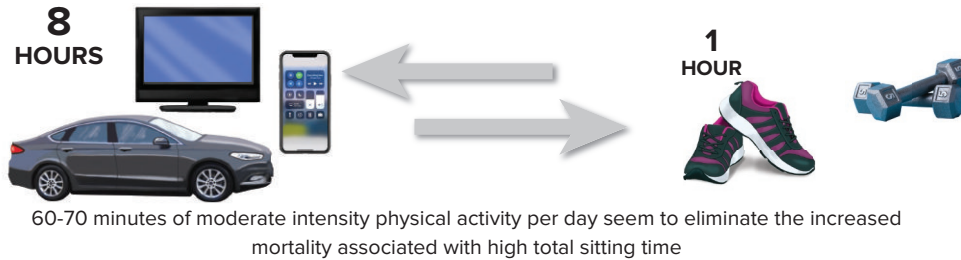 8
HOURS
1
HOUR
60-70 minutes of moderate intensity physical activity per day seem to eliminate the increased
mortality associated with high total sitting time